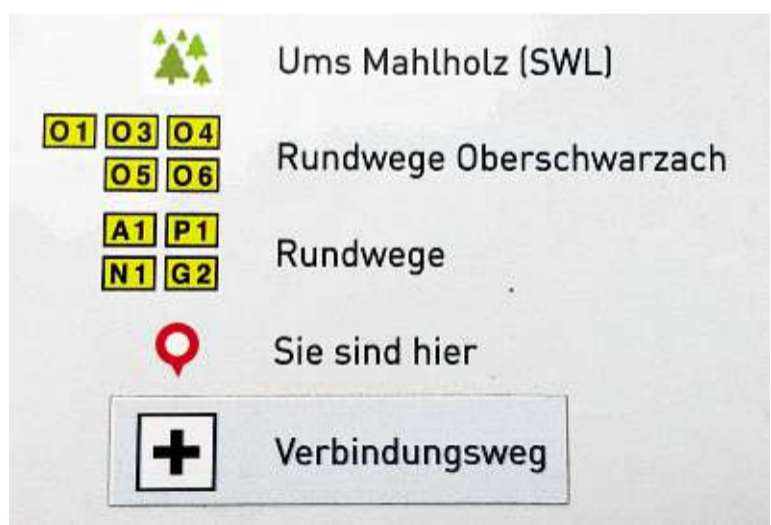 Ums Mahlholz (SWL)
O1 O3 O4
O5 O6
Rundwege Oberschwarzach
A1 P1
N1 G2
Rundwege
Sie sind hier
Verbindungsweg